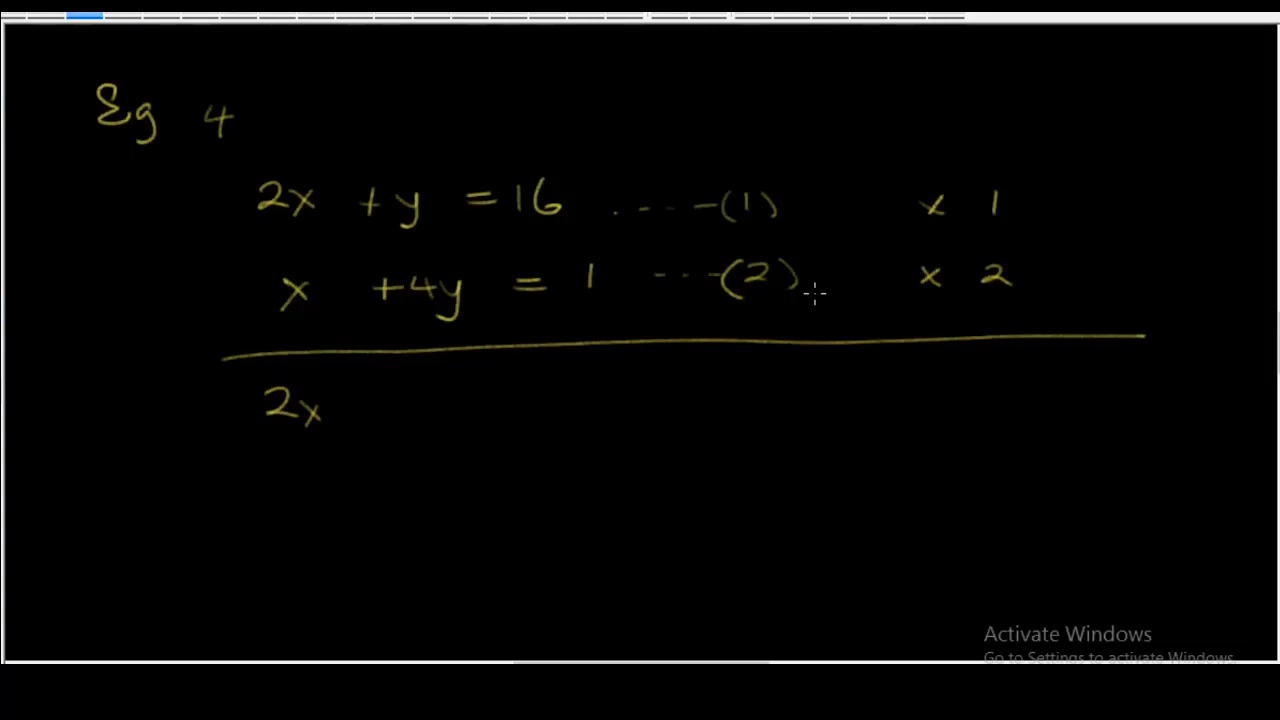 Eg 4
2x + y = 16 ..----(1) x 1
x + 4y = 1 ---(2) x 2
2x
Activate Windows
Go to Settings to activate Windows.